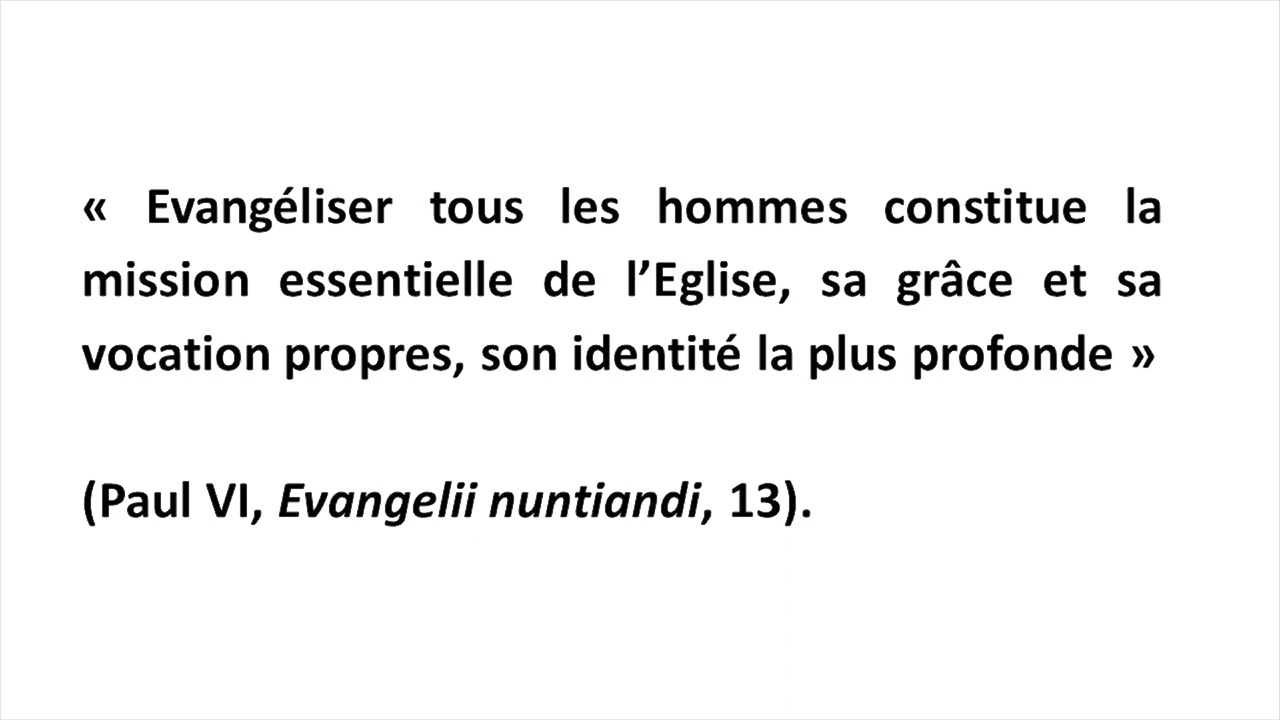 « Evangéliser tous les hommes constitue la
mission essentielle de l’Eglise, sa grâce et sa
vocation propres, son identité la plus profonde »
(Paul VI, Evangelii nuntiandi, 13).